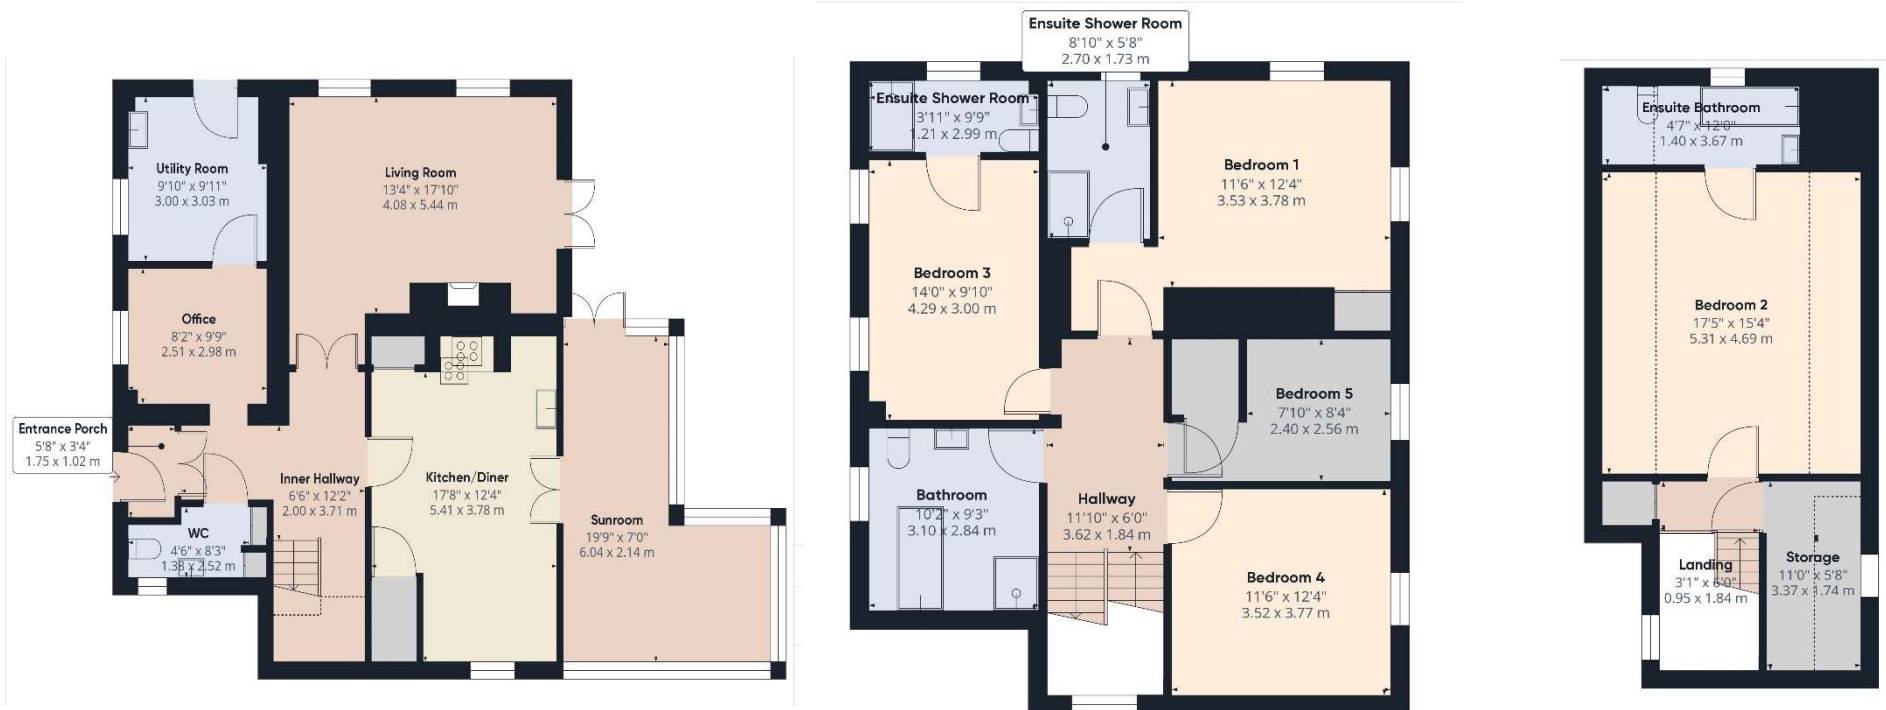 Utility Room
9'10" x 9'11"
3.00 x 3.03 m
Living Room
13'4" x 17'10"
4.08 x 5.44 m
Office
8'2" x 9'9"
2.51 x 2.98 m
Entrance Porch
5'8" x 3'4"
1.75 x 1.02 m
Inner Hallway
6'6" x 12'2"
2.00 x 3.71 m
Kitchen/Diner
17'8" x 12'4"
5.41 x 3.78 m
WC
4'6" x 8'3"
1.38 x 2.52 m
Sunroom
19'9" x 7'0"
6.04 x 2.14 m
Ensuite Shower Room
8'10" x 5'8"
2.70 x 1.73 m
Ensuite Shower Room
3'11" x 9'9"
1.21 x 2.99 m
Bedroom 1
11'6" x 12'4"
3.53 x 3.78 m
Bedroom 3
14'0" x 9'10"
4.29 x 3.00 m
Bedroom 5
7'10" x 8'4"
2.40 x 2.56 m
Bathroom
10'2" x 9'3"
3.10 x 2.84 m
Hallway
11'10" x 6'0"
3.62 x 1.84 m
Bedroom 4
11'6" x 12'4"
3.52 x 3.77 m
Ensuite Bathroom
4'7" x 12'0"
1.40 x 3.67 m
Bedroom 2
17'5" x 15'4"
5.31 x 4.69 m
Landing
3'1" x 6'0"
0.95 x 1.84 m
Storage
11'0" x 5'8"
3.37 x 1.74 m